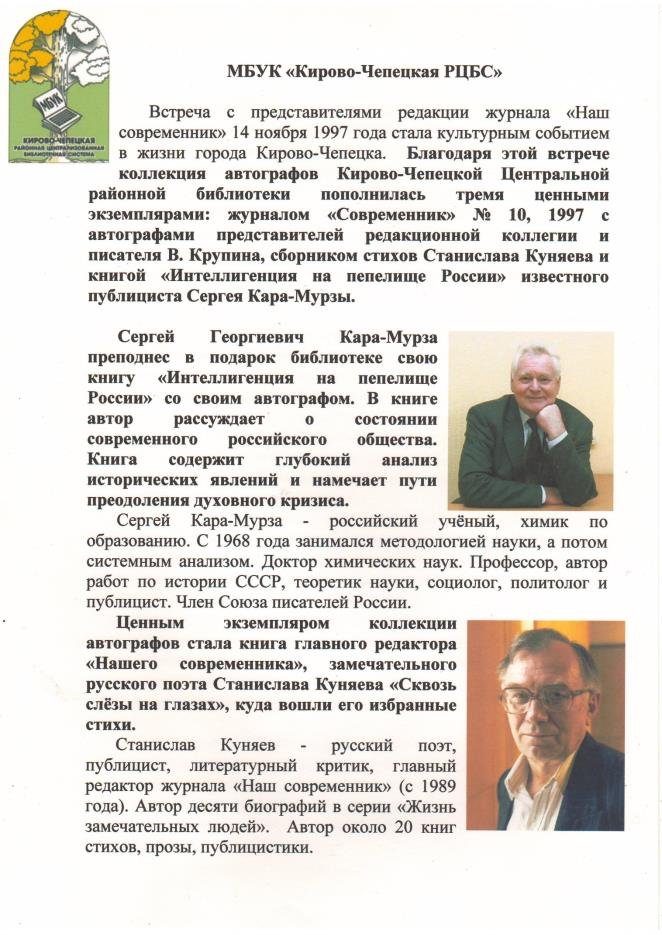 МБУК «Кирово-Чепецкая РЦБС»
МБУК
КИРОВО-ЧЕПЕЦКАЯ
РАЙОННАЯ ЦЕНТРАЛИЗОВАННАЯ
БИБЛИОТЕЧНАЯ СИСТЕМА
Встреча с представителями редакции журнала «Наш
современник» 14 ноября 1997 года стала культурным событием
в жизни города Кирово-Чепецка. Благодаря этой встрече
коллекция автографов Кирово-Чепецкой Центральной
районной библиотеки пополнилась тремя ценными
экземплярами: журналом «Современник» № 10, 1997 с
автографами представителей редакционной коллегии и
писателя В. Крупина, сборником стихов Станислава Куняева и
книгой «Интеллигенция на пепелище России» известного
публициста Сергея Кара-Мурзы.
Сергей Георгиевич Кара-Мурза
преподнес в подарок библиотеке свою
книгу «Интеллигенция на пепелище
России» со своим автографом. В книге
автор рассуждает о состоянии
современного российского общества.
Книга содержит глубокий анализ
исторических явлений и намечает пути
преодоления духовного кризиса.
Сергей Кара-Мурза - российский учёный, химик по
образованию. С 1968 года занимался методологией науки, а потом
системным анализом. Доктор химических наук. Профессор, автор
работ по истории СССР, теоретик науки, социолог, политолог и
публицист. Член Союза писателей России.
Ценным экземпляром коллекции
автографов стала книга главного редактора
«Нашего современника», замечательного
русского поэта Станислава Куняева «Сквозь
слёзы на глазах», куда вошли его избранные
стихи.
Станислав Куняев - русский поэт,
публицист, литературный критик, главный
редактор журнала «Наш современник» (с 1989
года). Автор десяти биографий в серии «Жизнь
замечательных людей». Автор около 20 книг
стихов, прозы, публицистики.